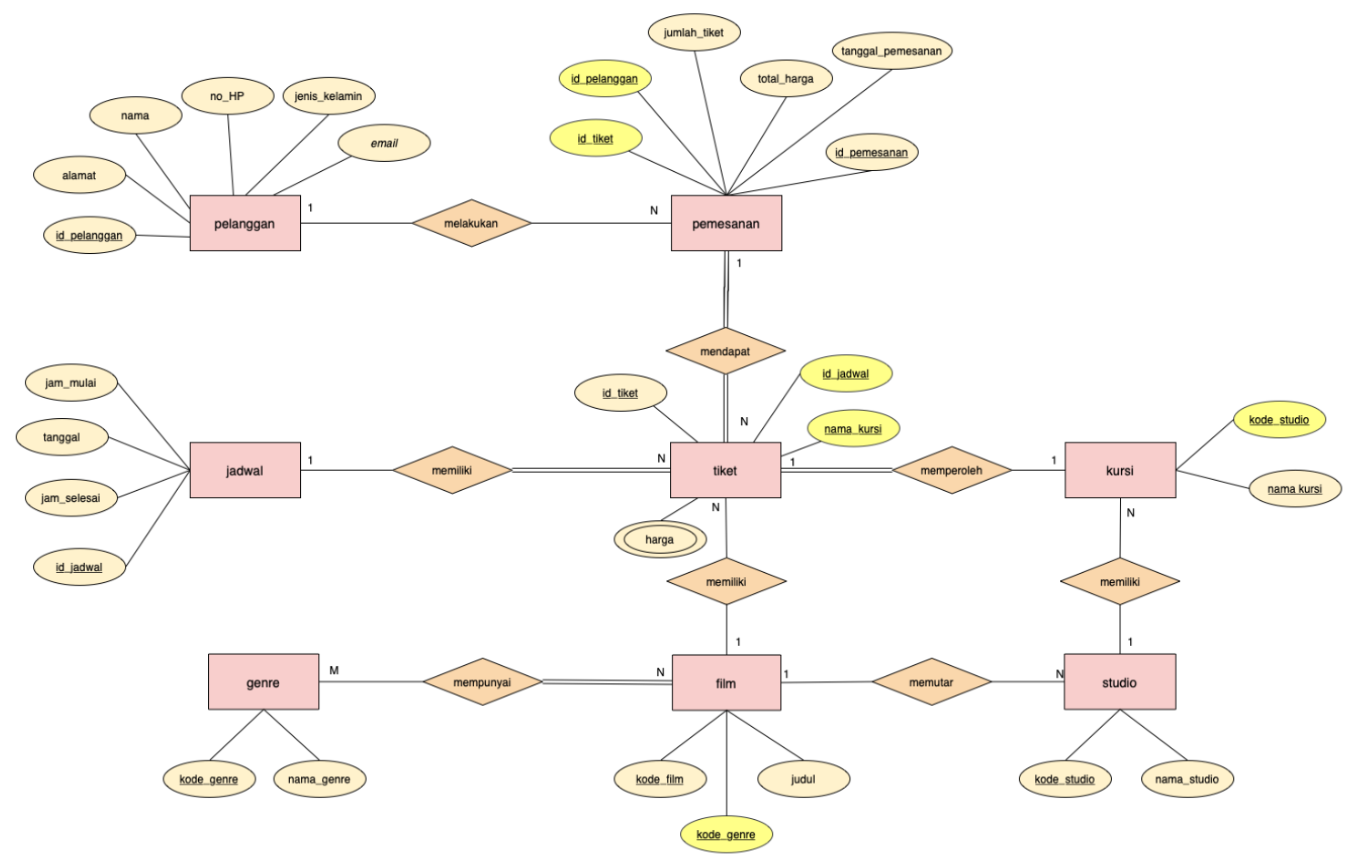 jumlah_tiket
tanggal_pemesanan
id_pelanggan
total_harga
no_HP
jenis_kelamin
nama
email
id_tiket
id_pemesanan
alamat
id_pelanggan
pelanggan
1
melakukan
N
pemesanan
1
mendapat
jam_mulai
id_tiket
id_jadwal
tanggal
N
nama_kursi
kode_studio
jadwal
1
memiliki
N
tiket
1
memperoleh
1
kursi
jam_selesai
nama kursi
N
N
harga
id_jadwal
memiliki
memiliki
1
1
genre
M
mempunyai
N
film
1
memutar
N
studio
kode_genre
nama_genre
kode_film
judul
kode_studio
nama_studio
kode_genre